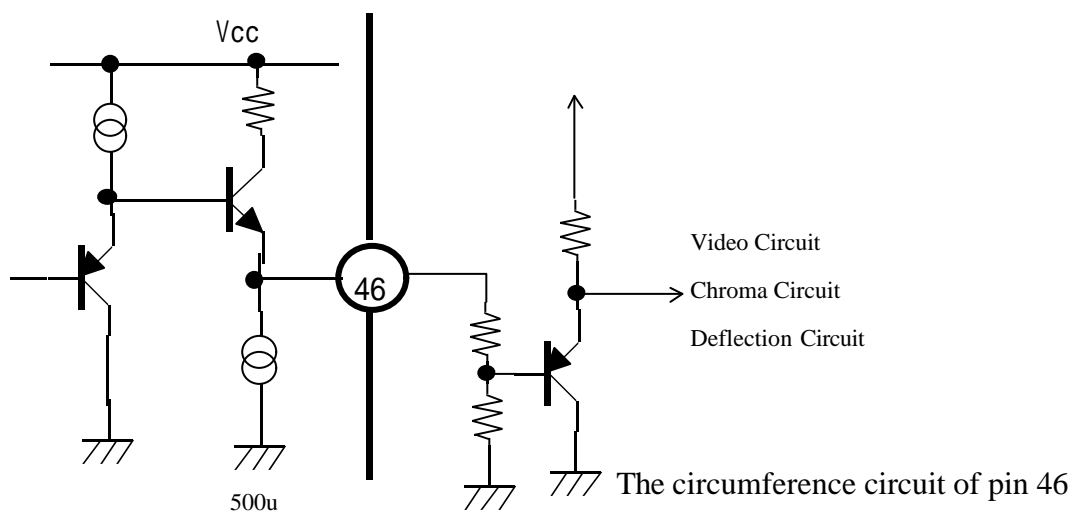 Vcc
Video Circuit
46
Chroma Circuit
Deflection Circuit
The circumference circuit of pin 46
500u